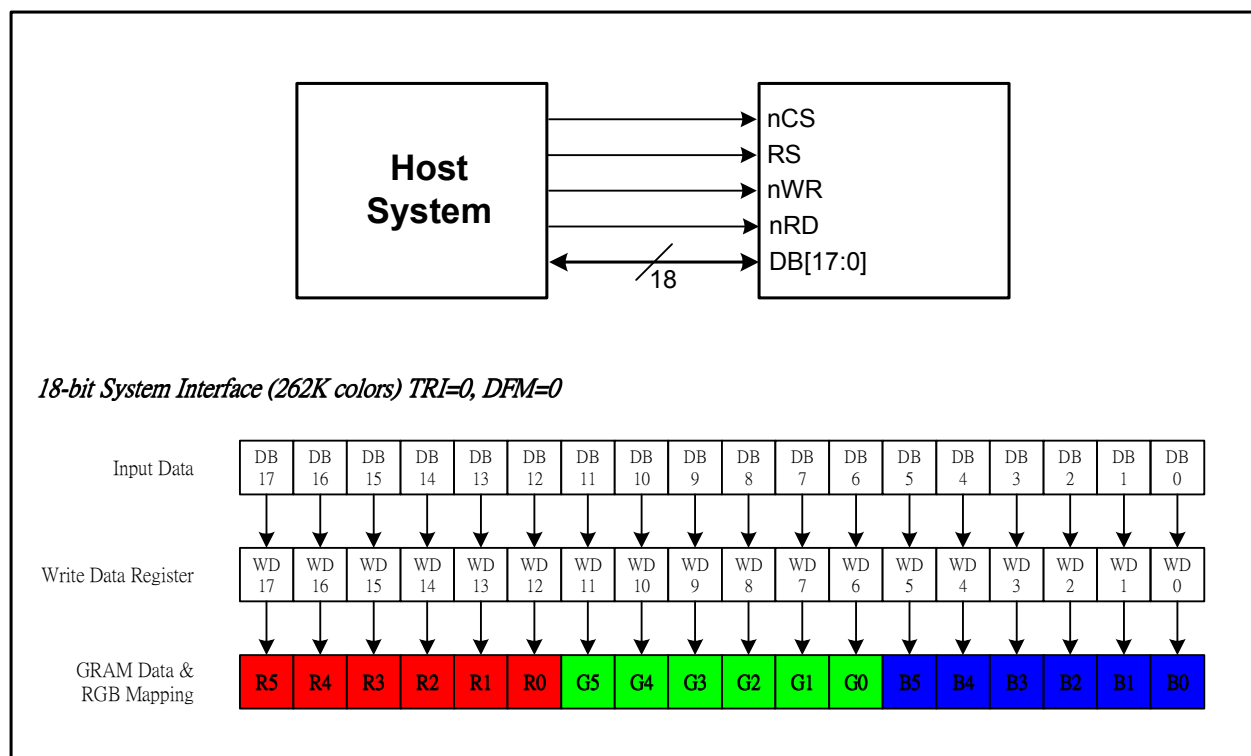 Host
System
nCS
RS
nWR
nRD
DB[17:0]
18
18-bit System Interface (262K colors) TRI=0, DFM=0
Input Data
DB DB DB DB DB DB DB DB DB DB DB DB DB DB DB DB DB DB
17 16 15 14 13 12 11 10 9 8 7 6 5 4 3 2 1 0
Write Data Register
WD WD WD WD WD WD WD WD WD WD WD WD WD WD WD WD WD WD
17 16 15 14 13 12 11 10 9 8 7 6 5 4 3 2 1 0
GRAM Data &
RGB Mapping
R5 R4 R3 R2 R1 R0 G5 G4 G3 G2 G1 G0 B5 B4 B3 B2 B1 B0